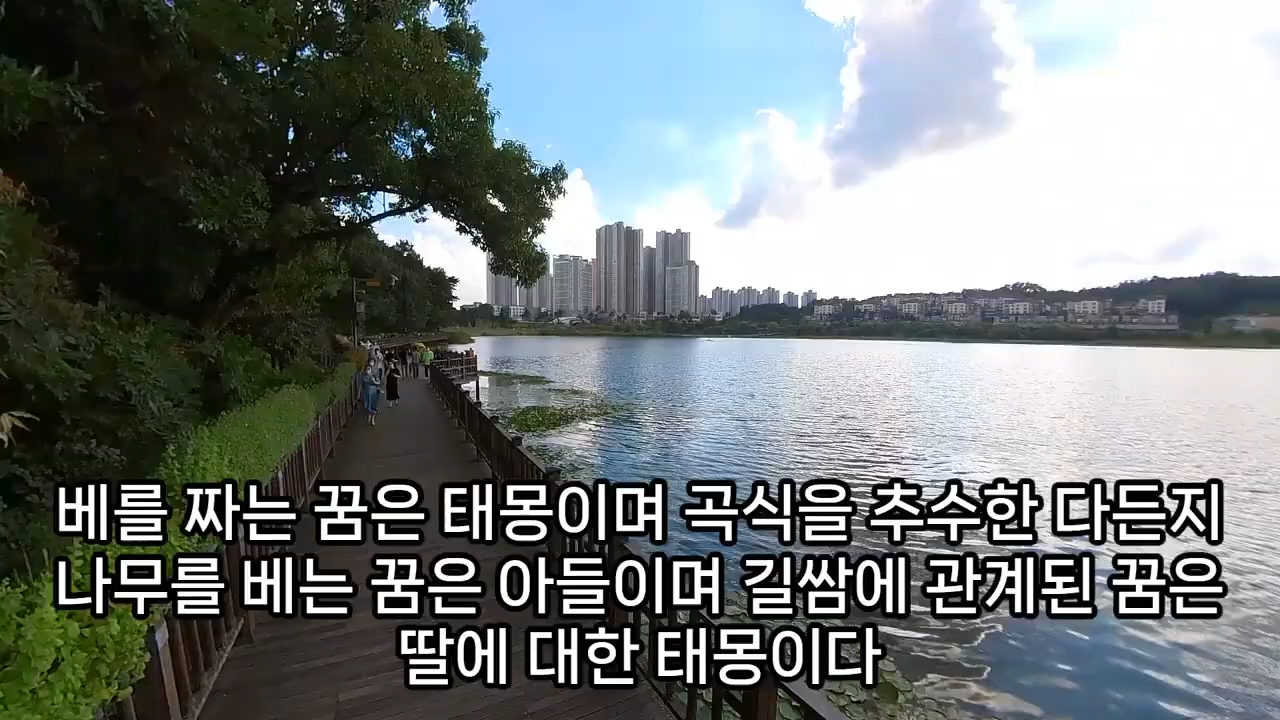 베를 짜는 꿈은 태몽이며 곡식을 추수한 다든지
나무를 베는 꿈은 아들이며 길쌈에 관계된 꿈은
딸에 대한 태몽이다